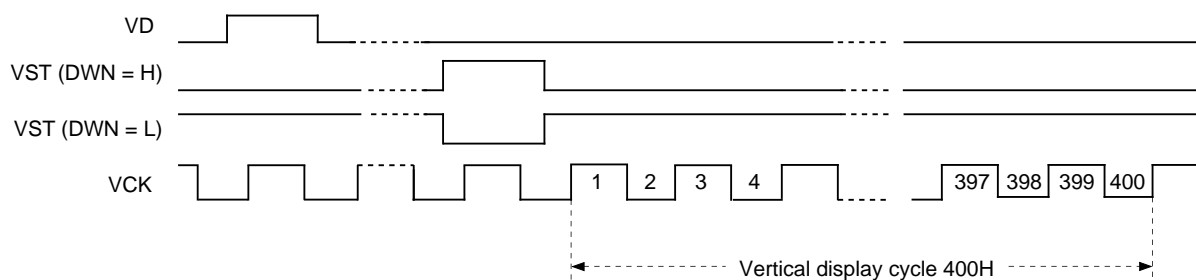 VD
VST (DWN = H)
VST (DWN = L)
VCK
1 2 3 4 397 398 399 400
Vertical display cycle 400H